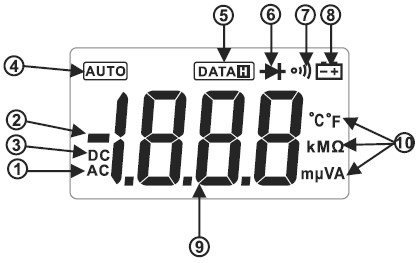 ⑤ ⑥ ⑦ ⑧
④ AUTO DATA H
② -1.8.8.8 °C°F
③ DC kMΩ ⑩
① AC mµVA
⑨